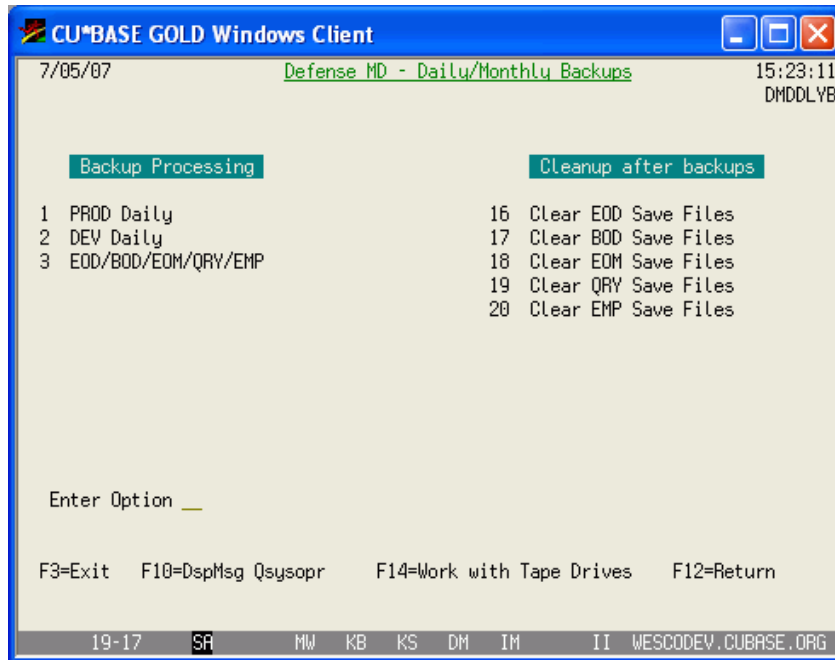 CU*BASE GOLD Windows Client
7/05/07 Defense MD - Daily/Monthly Backups 15:23:11
DMDDLYB
Backup Processing Cleanup after backups
1 PROD Daily 16 Clear EOD Save Files
2 DEV Daily 17 Clear BOD Save Files
3 EOD/BOD/EOM/QRY/EMP 18 Clear EOM Save Files
19 Clear QRY Save Files
20 Clear EMP Save Files
Enter Option __
F3=Exit F10=DspMsg Qsysopr F14=Work with Tape Drives F12=Return
19-17 SA MW KB KS DM IM II WESCODEV.CUBASE.ORG